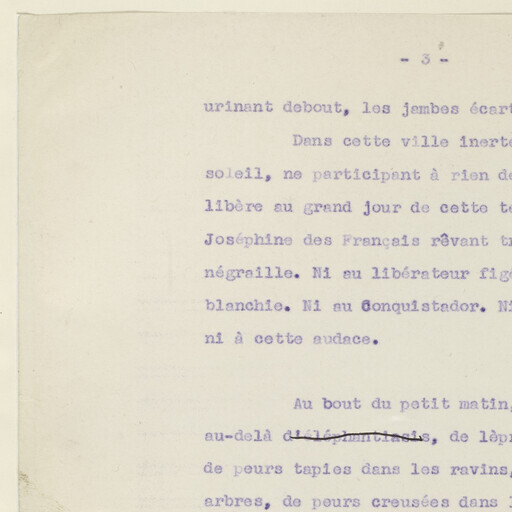 - 3 -
urinant debout, les jambes écart
Dans cette ville inerte
soleil, ne participant à rien de
libère au grand jour de cette te
Joséphine des Français rêvant tr
négraille. Ni au libérateur figé
blanchie. Ni au Conquistador. Ni
ni à cette audace.
Au bout du petit matin,
au-delà d'éléphantiasis, de lèpr
de peurs tapies dans les ravins,
arbres, de peurs creusées dans l